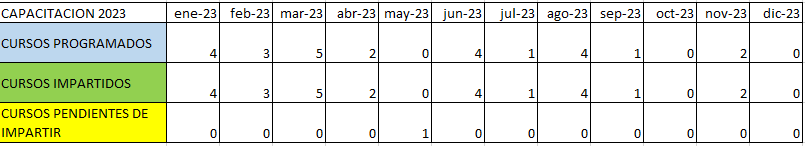 CAPACITACION 2023 ene-23 feb-23 mar-23 abr-23 may-23 jun-23 jul-23 ago-23 sep-23 oct-23 nov-23 dic-23
CURSOS PROGRAMADOS 4 3 5 2 0 4 1 4 1 0 2 0
CURSOS IMPARTIDOS 4 3 5 2 0 4 1 4 1 0 2 0
CURSOS PENDIENTES DE
IMPARTIR 0 0 0 0 1 0 0 0 0 0 0 0